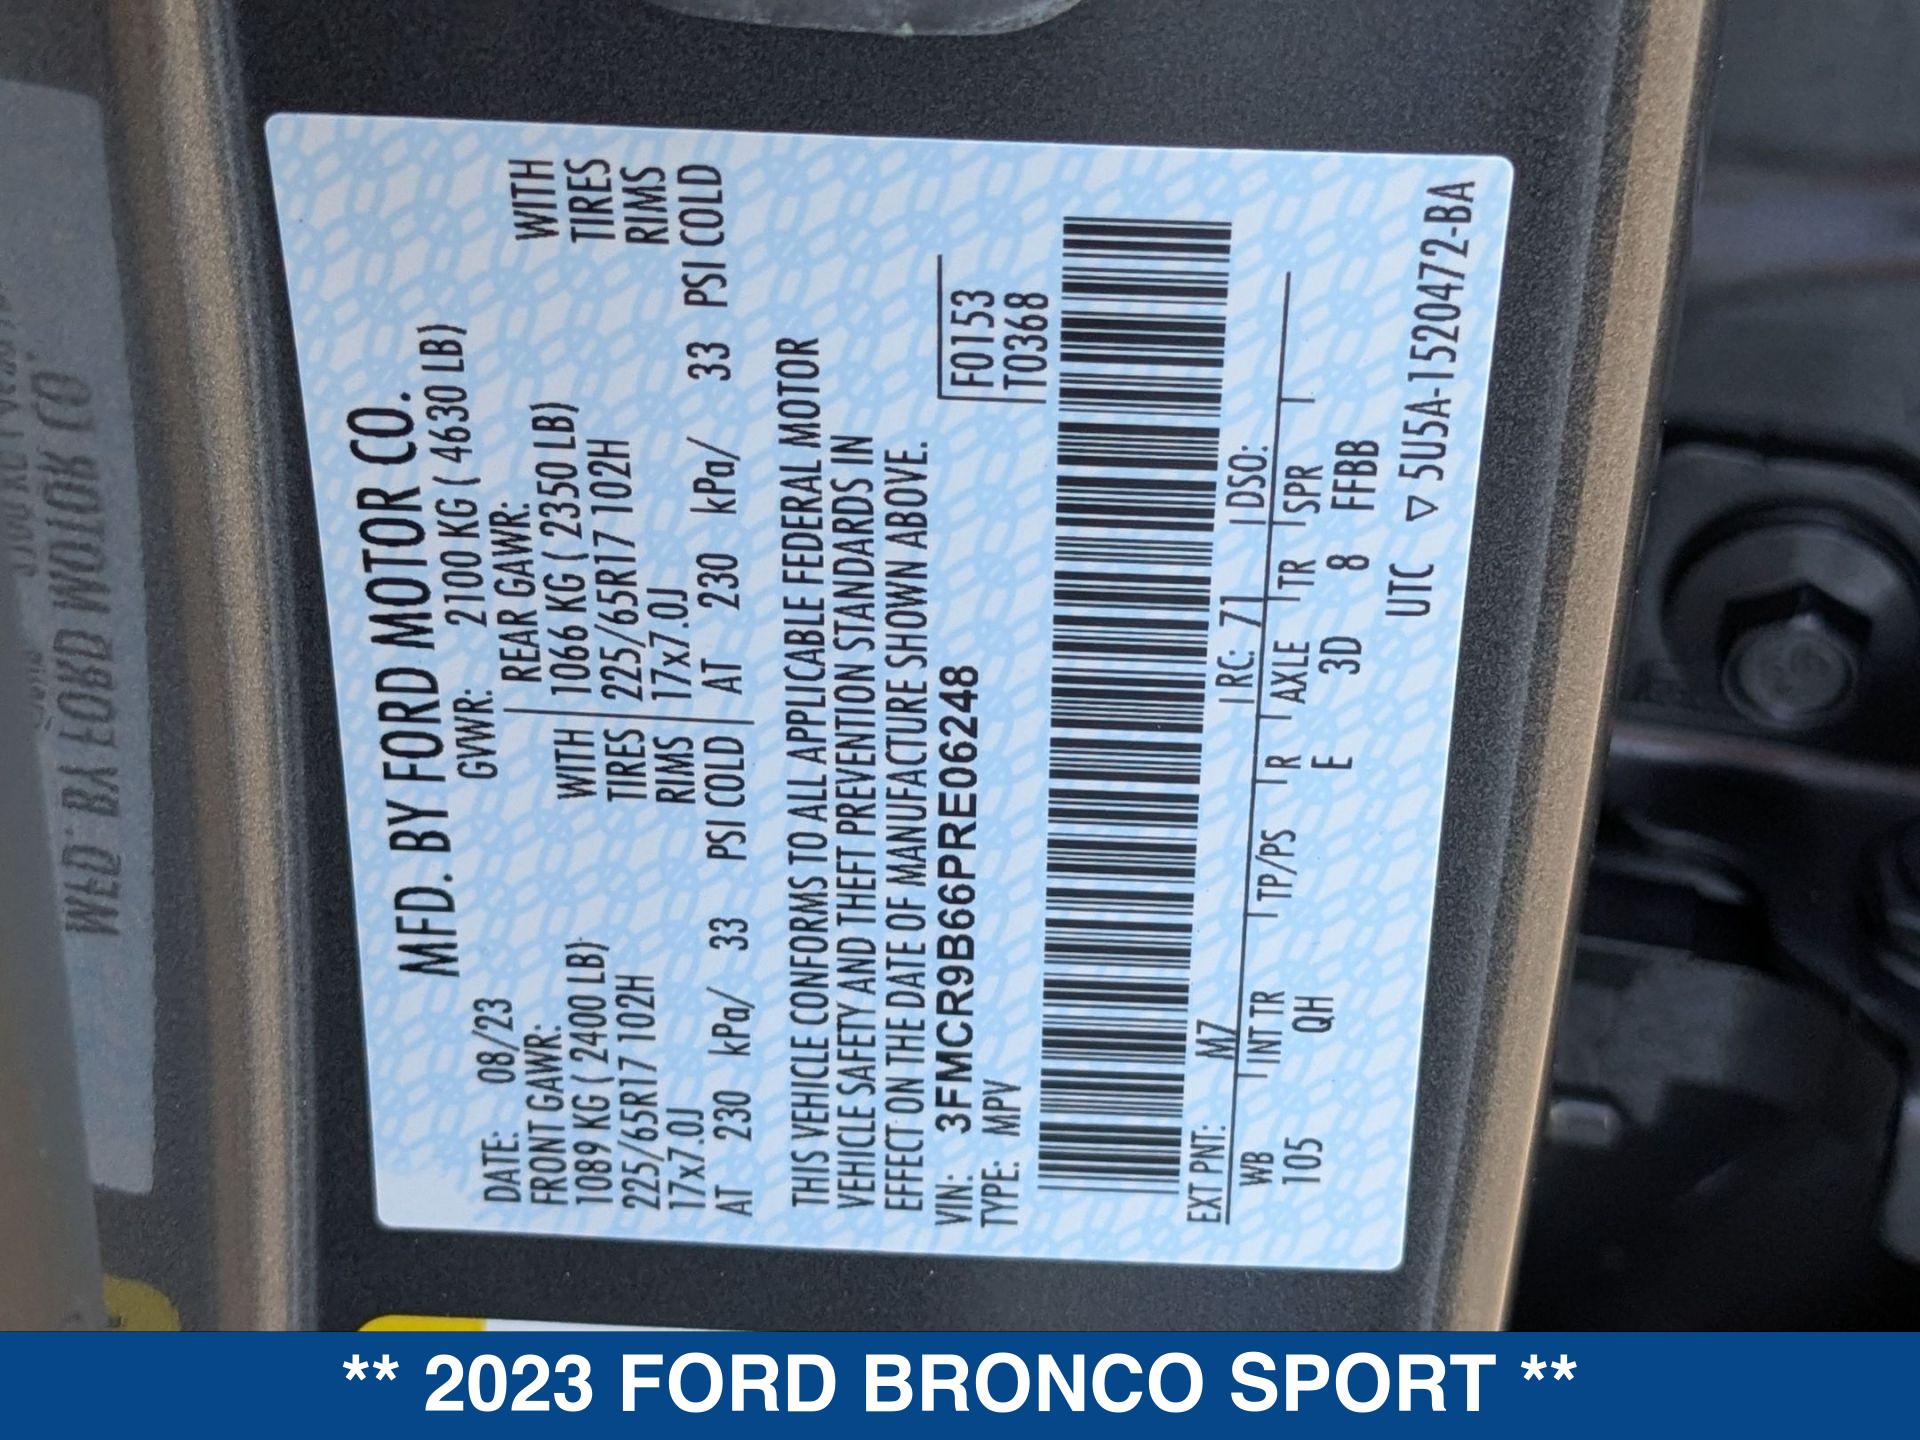 MFD. BY FORD MOTOR CO.
DATE: 08/23 GVWR: 2100 KG ( 4630 LB)
FRONT GAWR: REAR GAWR:
1089 KG ( 2400 LB) WITH 1066 KG ( 2350 LB) WITH
225/65R17 102H TIRES 225/65R17 102H TIRES
17x7.0J RIMS 17x7.0J RIMS
AT 230 kPa/ 33 PSI COLD AT 230 kPa/ 33 PSI COLD
THIS VEHICLE CONFORMS TO ALL APPLICABLE FEDERAL MOTOR
VEHICLE SAFETY AND THEFT PREVENTION STANDARDS IN
EFFECT ON THE DATE OF MANUFACTURE SHOWN ABOVE.
VIN: 3FMCR9B66PRE06248 F0153
TYPE: MPV T0368
EXT PNT: M7 RC: 71 DSO:
WB INT TR TP/PS R AXLE TR SPR
105 QH E 3D 8 FFBB
UTC ▽ 5U5A-1520472-BA
MFD. BY FORD MOTOR CO.
** 2023 FORD BRONCO SPORT **